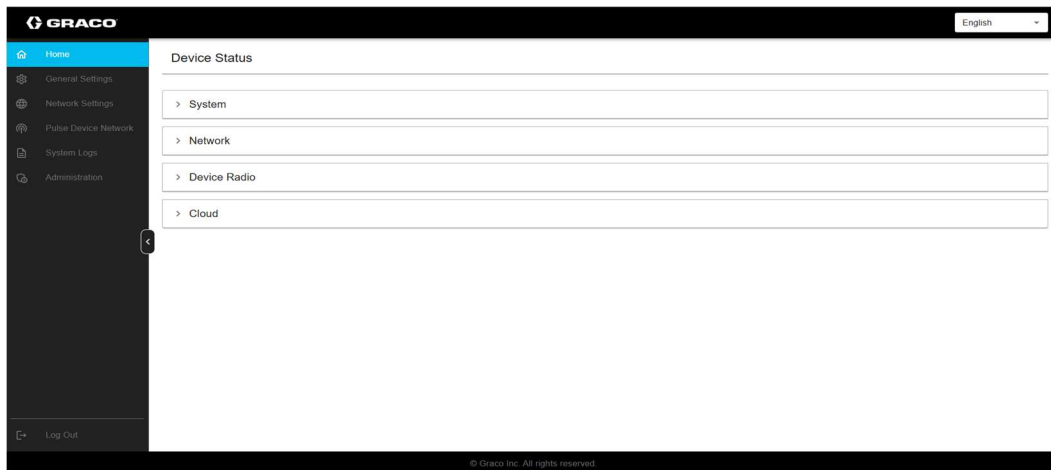 GRACO
English
Home
General Settings
Network Settings
Pulse Device Network
System Logs
Administration
Log Out
Device Status
System
Network
Device Radio
Cloud
© Graco Inc. All rights reserved.